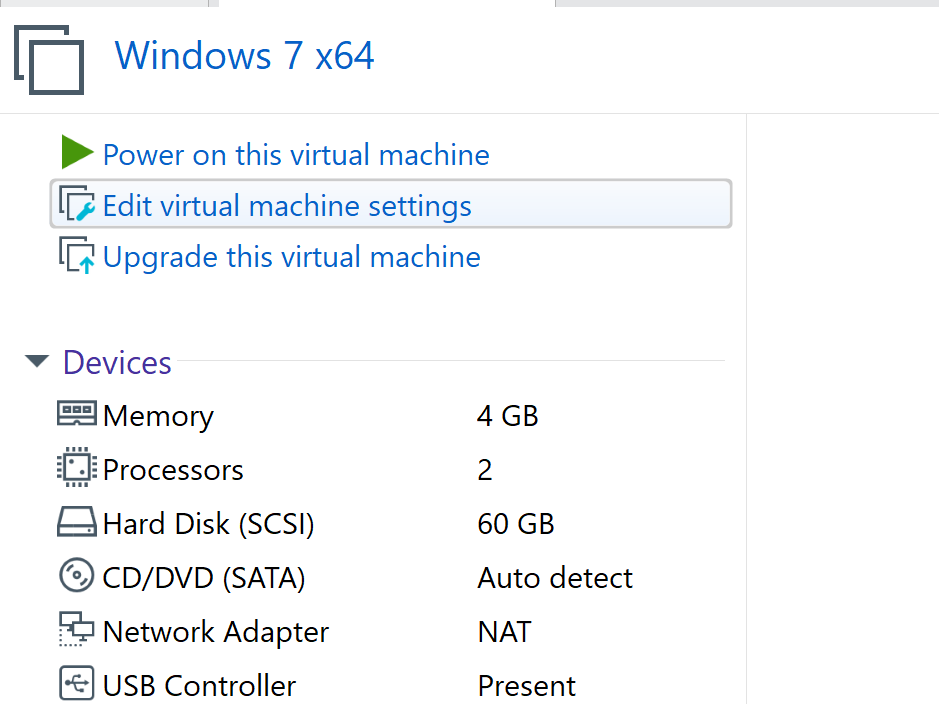 Windows 7 x64
Power on this virtual machine
Edit virtual machine settings
Upgrade this virtual machine
Devices
Memory 4 GB
Processors 2
Hard Disk (SCSI) 60 GB
CD/DVD (SATA) Auto detect
Network Adapter NAT
USB Controller Present